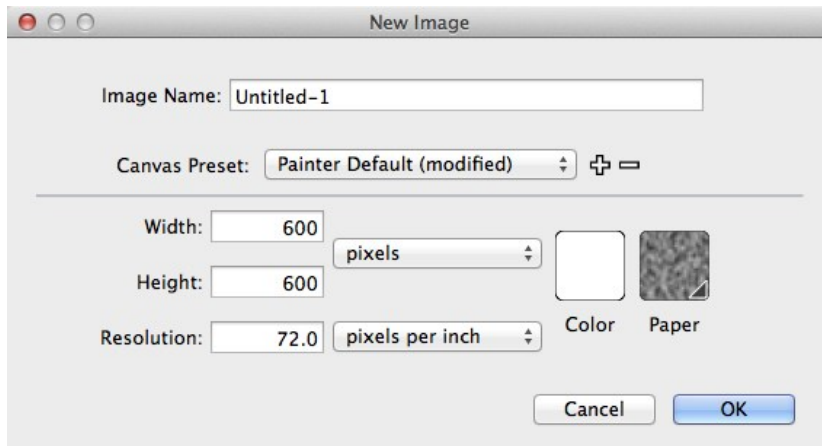 New Image
Image Name: Untitled-1
Canvas Preset: Painter Default (modified)
Width: 600
pixels
Height: 600
Resolution: 72.0 pixels per inch
Color Paper
Cancel OK